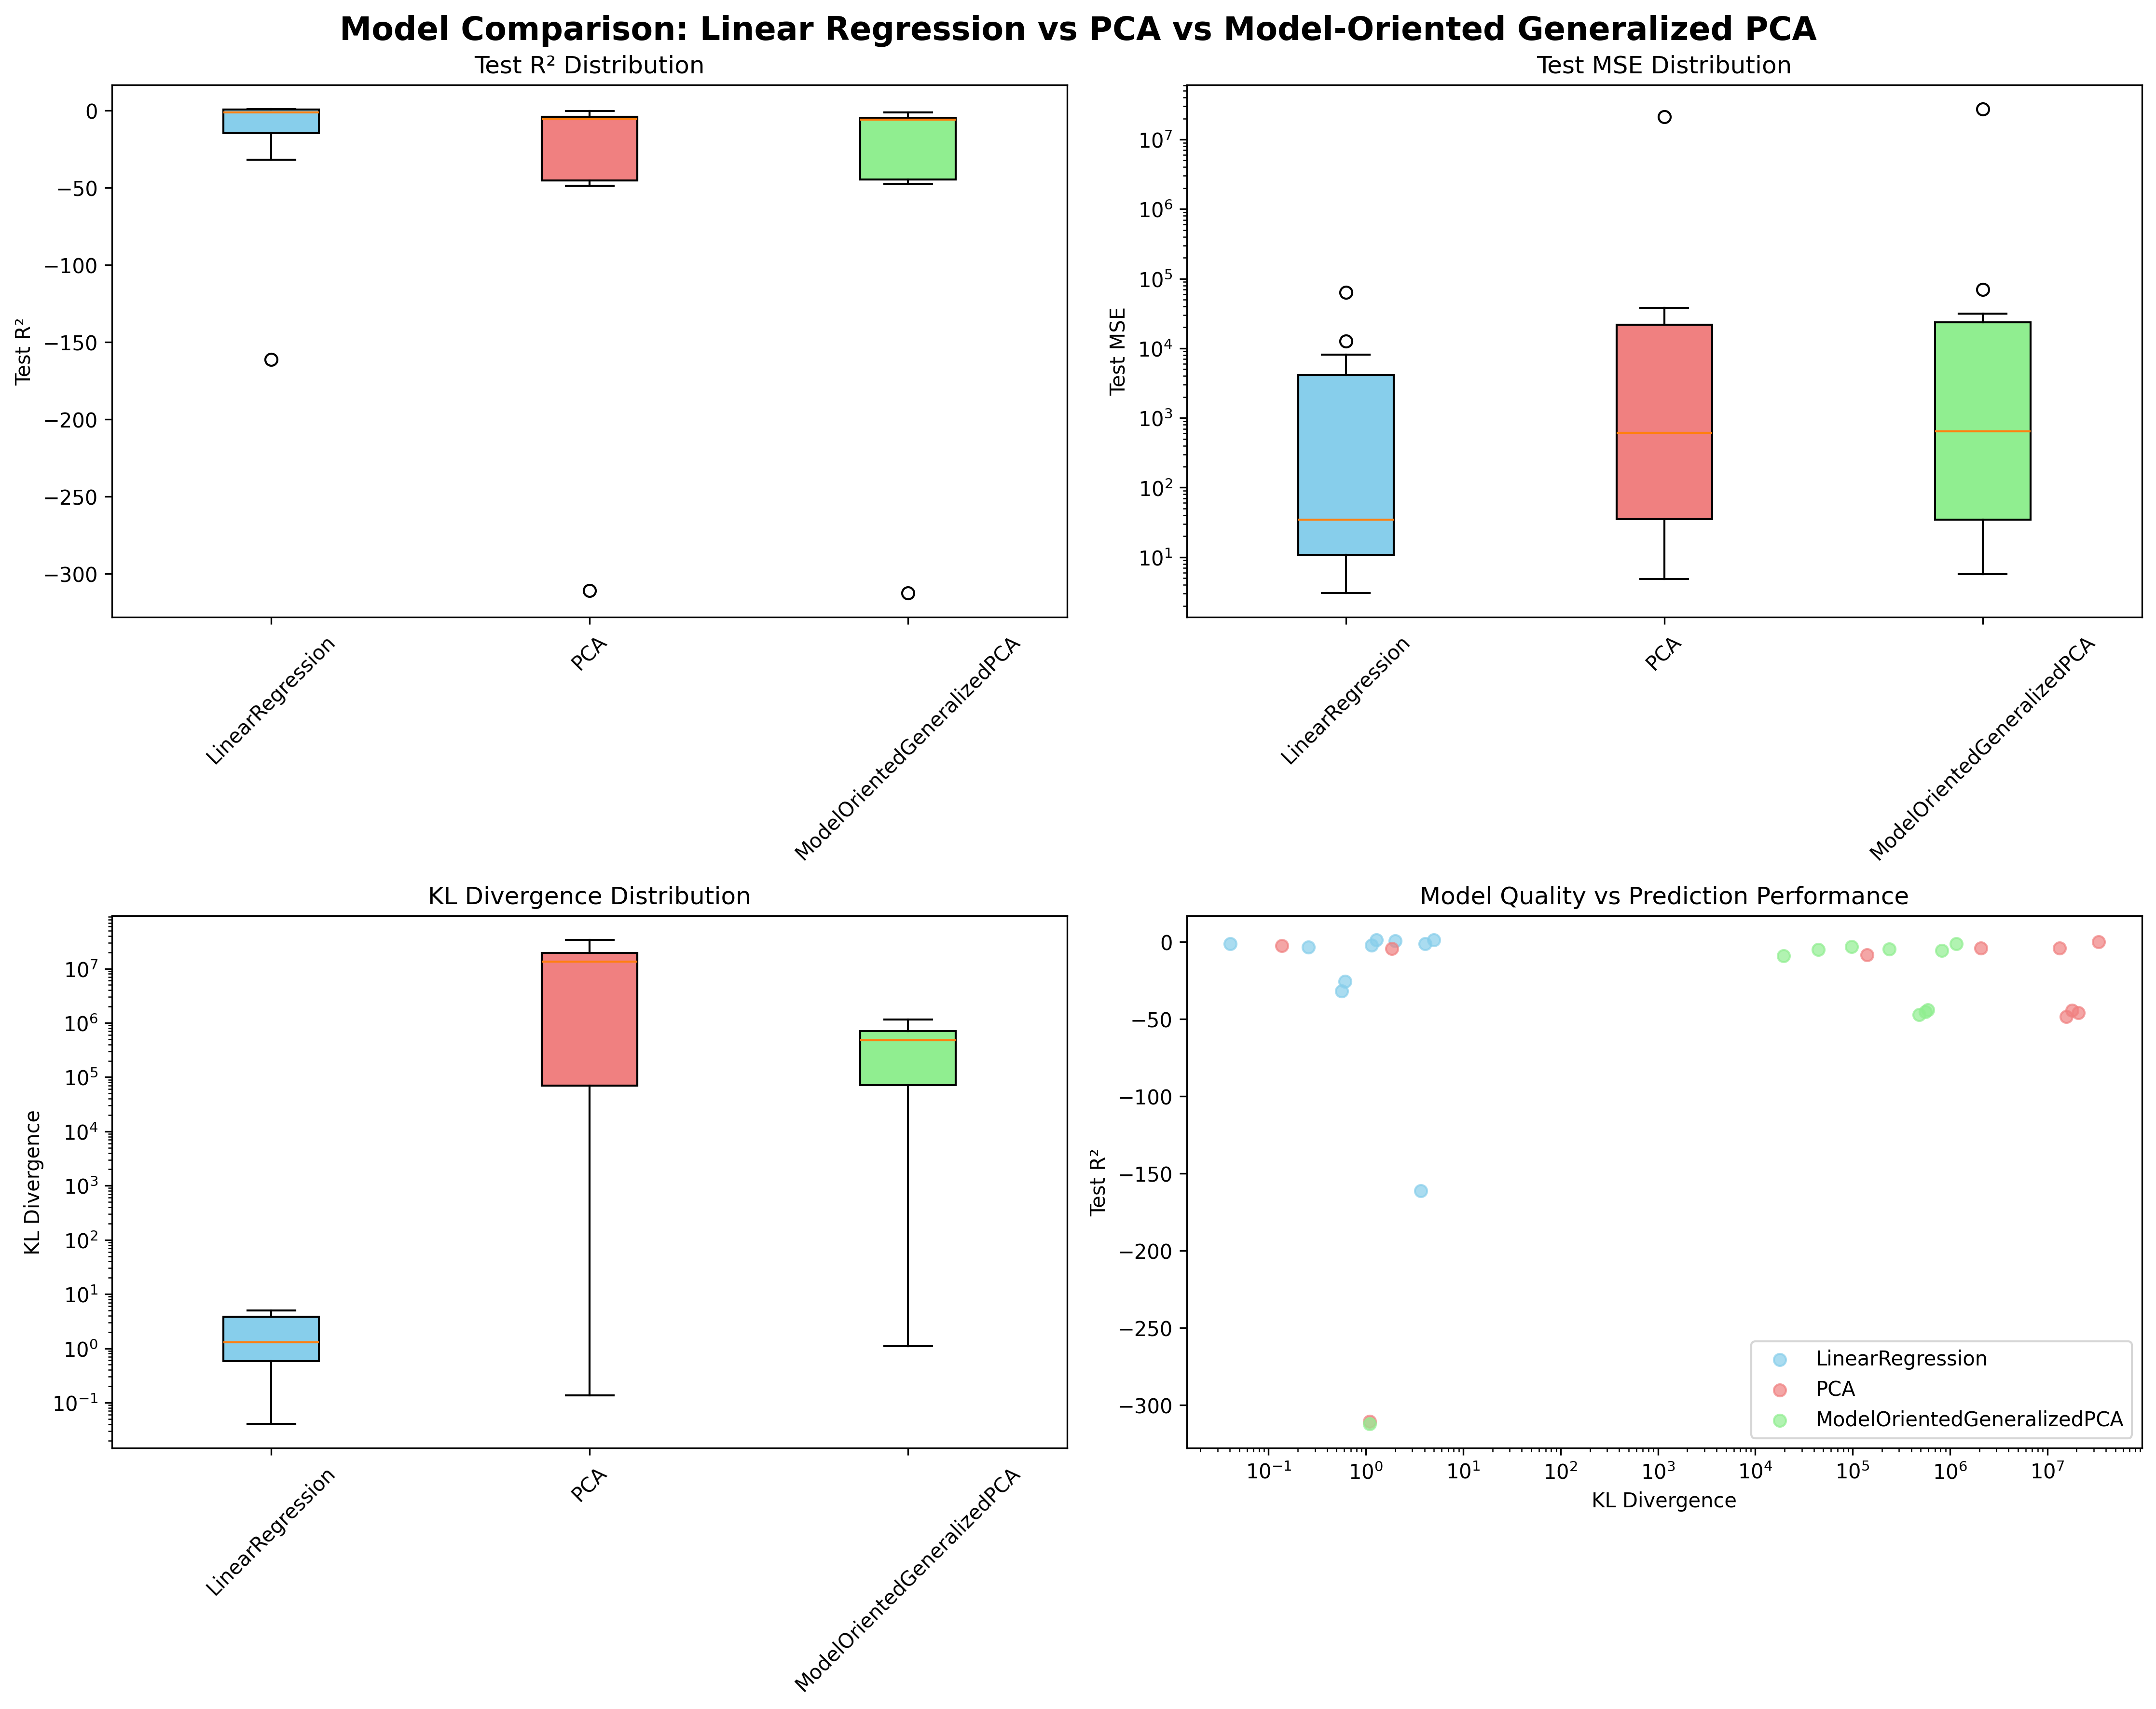 Model Comparison: Linear Regression vs PCA vs Model-Oriented Generalized PCA
Test R² Distribution
Test R²
0
−50
−100
−150
−200
−250
−300
LinearRegression
PCA
ModelOrientedGeneralizedPCA
Test MSE Distribution
Test MSE
10⁷
10⁶
10⁵
10⁴
10³
10²
10¹
LinearRegression
PCA
ModelOrientedGeneralizedPCA
KL Divergence Distribution
KL Divergence
10⁷
10⁶
10⁵
10⁴
10³
10²
10¹
10⁰
10⁻¹
LinearRegression
PCA
ModelOrientedGeneralizedPCA
Model Quality vs Prediction Performance
Test R²
0
−50
−100
−150
−200
−250
−300
LinearRegression
PCA
ModelOrientedGeneralizedPCA
10⁻¹ 10⁰ 10¹ 10² 10³ 10⁴ 10⁵ 10⁶ 10⁷
KL Divergence